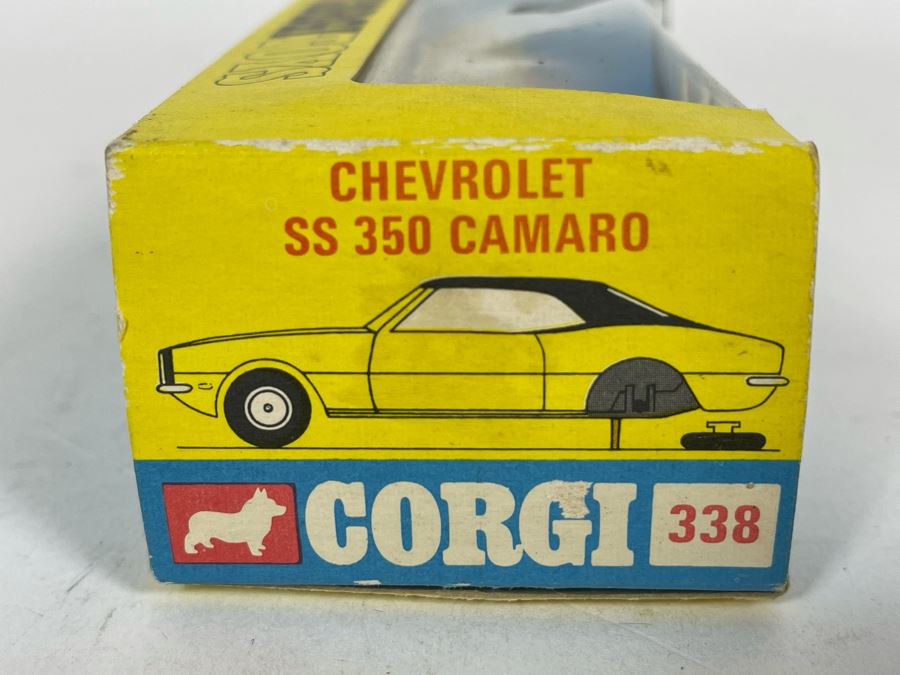 CHEVROLET
SS 350 CAMARO
CORGI 338